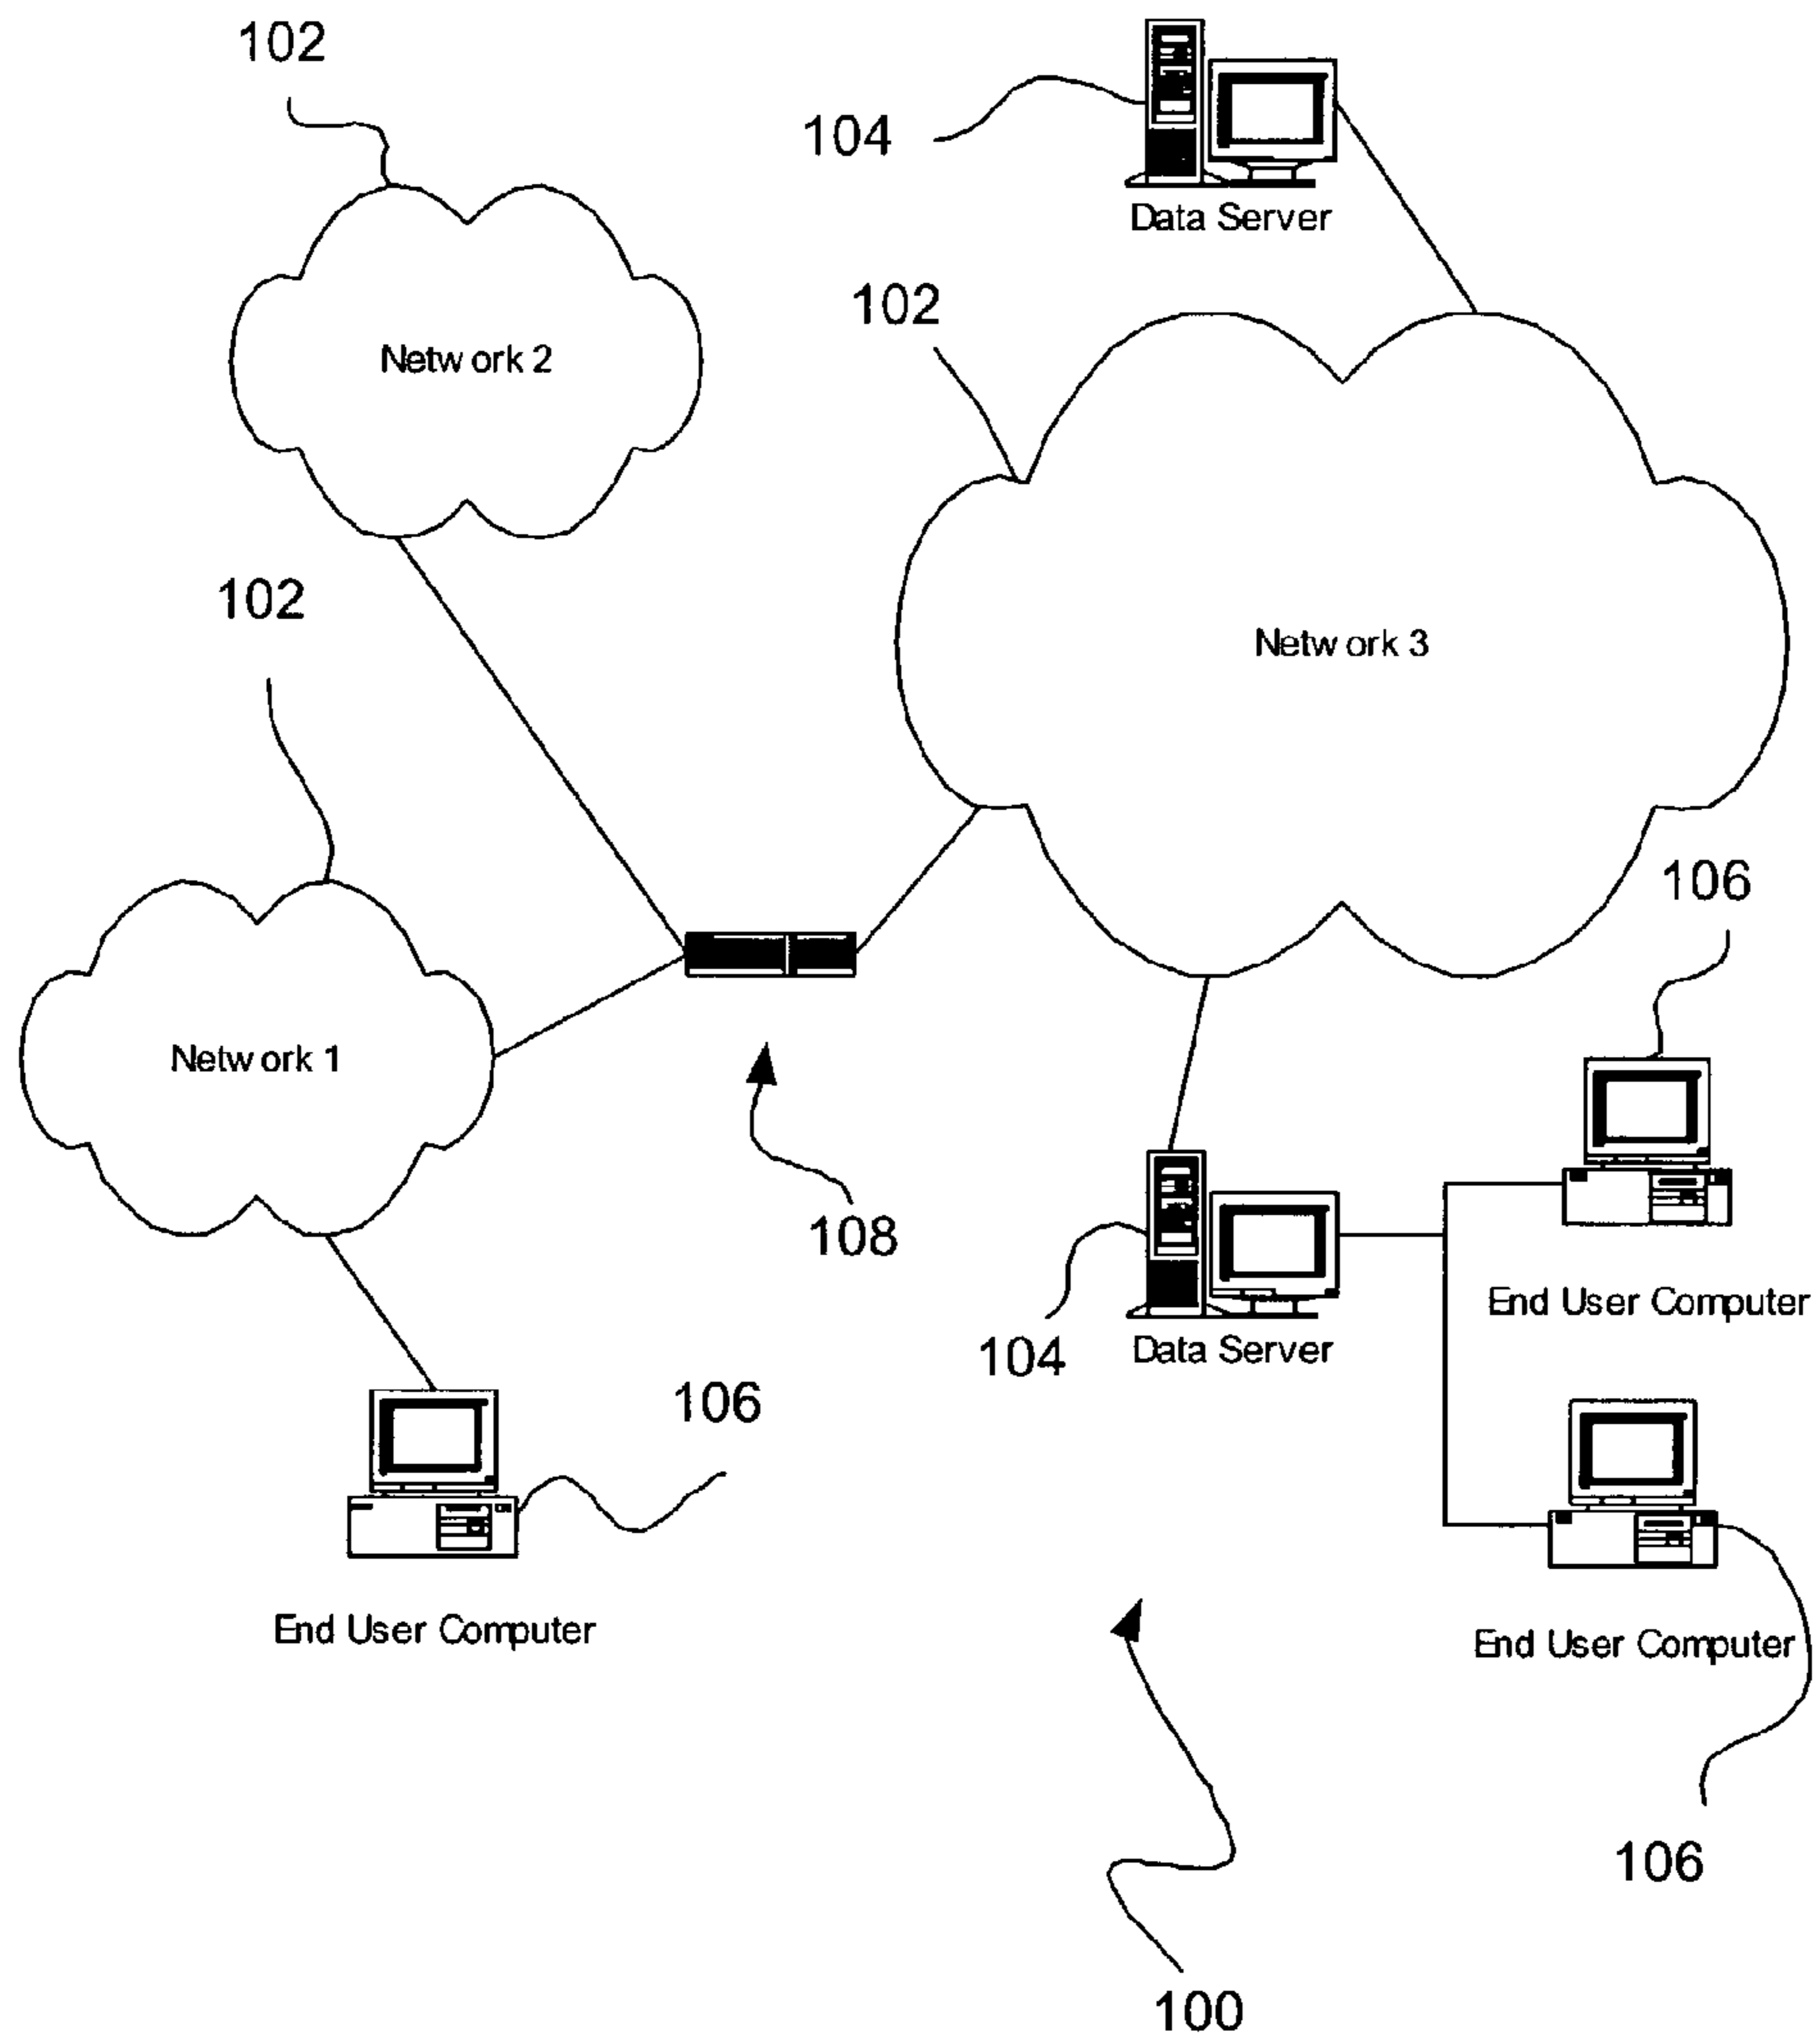 102
104
Data Server
102
Network 2
102
Network 3
106
Network 1
108
End User Computer
104
Data Server
106
End User Computer
End User Computer
106
100